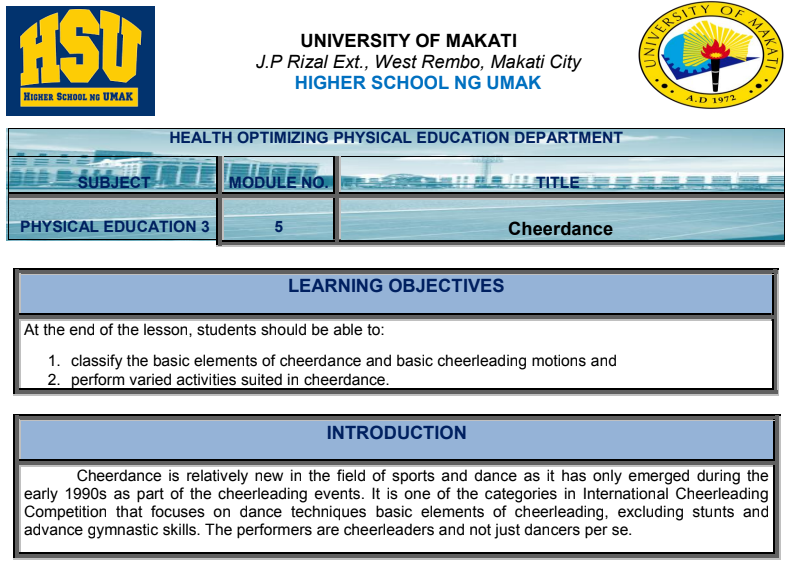 HSU
HIGHER SCHOOL NG UMAK
UNIVERSITY OF MAKATI
J.P Rizal Ext., West Rembo, Makati City
HIGHER SCHOOL NG UMAK
UNIVERSITY OF MAKATI
A.D 1972
HEALTH OPTIMIZING PHYSICAL EDUCATION DEPARTMENT
SUBJECT MODULE NO. TITLE
PHYSICAL EDUCATION 3 5 Cheerdance
LEARNING OBJECTIVES
At the end of the lesson, students should be able to:
1. classify the basic elements of cheerdance and basic cheerleading motions and
2. perform varied activities suited in cheerdance.
INTRODUCTION
Cheerdance is relatively new in the field of sports and dance as it has only emerged during the
early 1990s as part of the cheerleading events. It is one of the categories in International Cheerleading
Competition that focuses on dance techniques basic elements of cheerleading, excluding stunts and
advance gymnastic skills. The performers are cheerleaders and not just dancers per se.